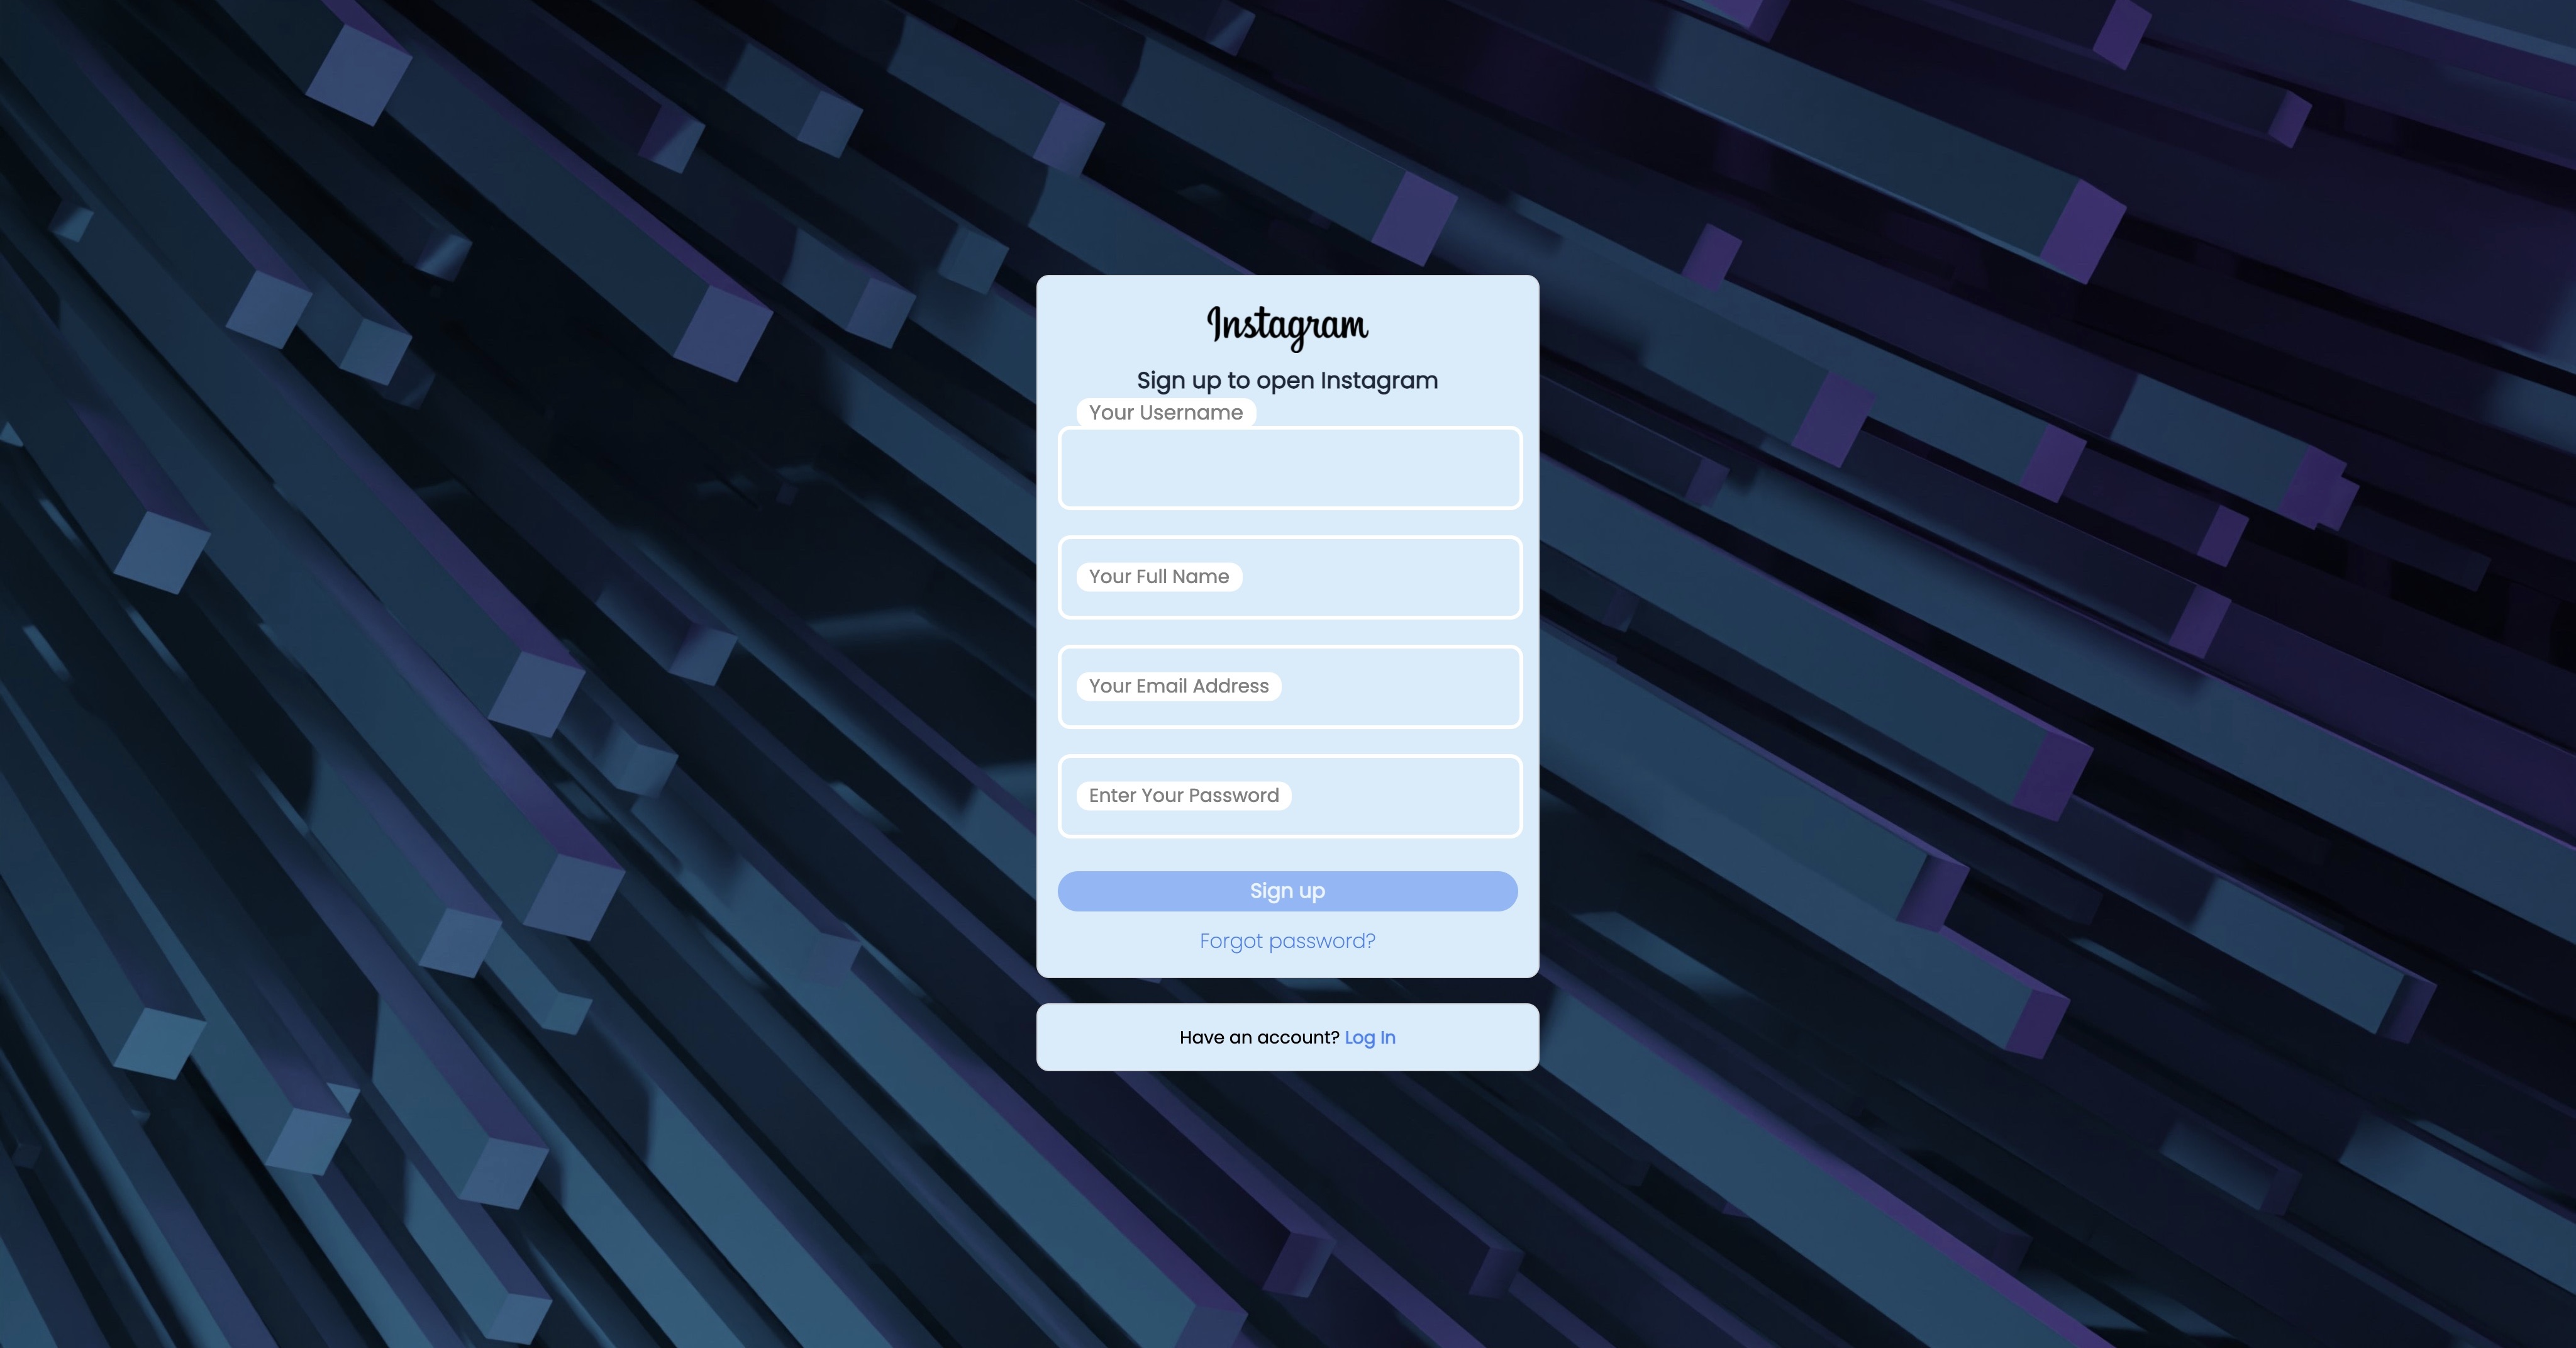 Instagram
Sign up to open Instagram
Your Username
Your Full Name
Your Email Address
Enter Your Password
Sign up
Forgot password?
Have an account? Log In